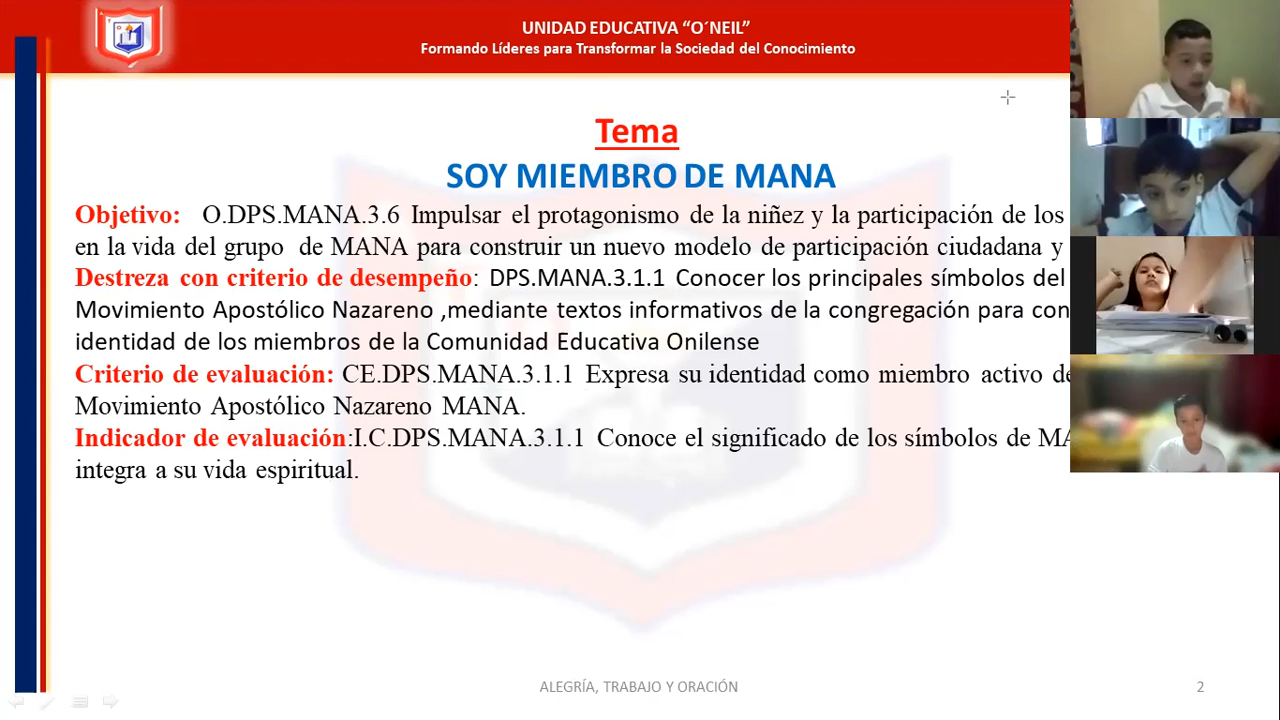 UNIDAD EDUCATIVA “O´NEIL”
Formando Líderes para Transformar la Sociedad del Conocimiento
Tema
SOY MIEMBRO DE MANA
Objetivo: O.DPS.MANA.3.6 Impulsar el protagonismo de la niñez y la participación de los
en la vida del grupo de MANA para construir un nuevo modelo de participación ciudadana y
Destreza con criterio de desempeño: DPS.MANA.3.1.1 Conocer los principales símbolos del
Movimiento Apostólico Nazareno ,mediante textos informativos de la congregación para
identidad de los miembros de la Comunidad Educativa Onilense
Criterio de evaluación: CE.DPS.MANA.3.1.1 Expresa su identidad como miembro activo
Movimiento Apostólico Nazareno MANA.
Indicador de evaluación:I.C.DPS.MANA.3.1.1 Conoce el significado de los símbolos de
integra a su vida espiritual.
ALEGRÍA, TRABAJO Y ORACIÓN
2